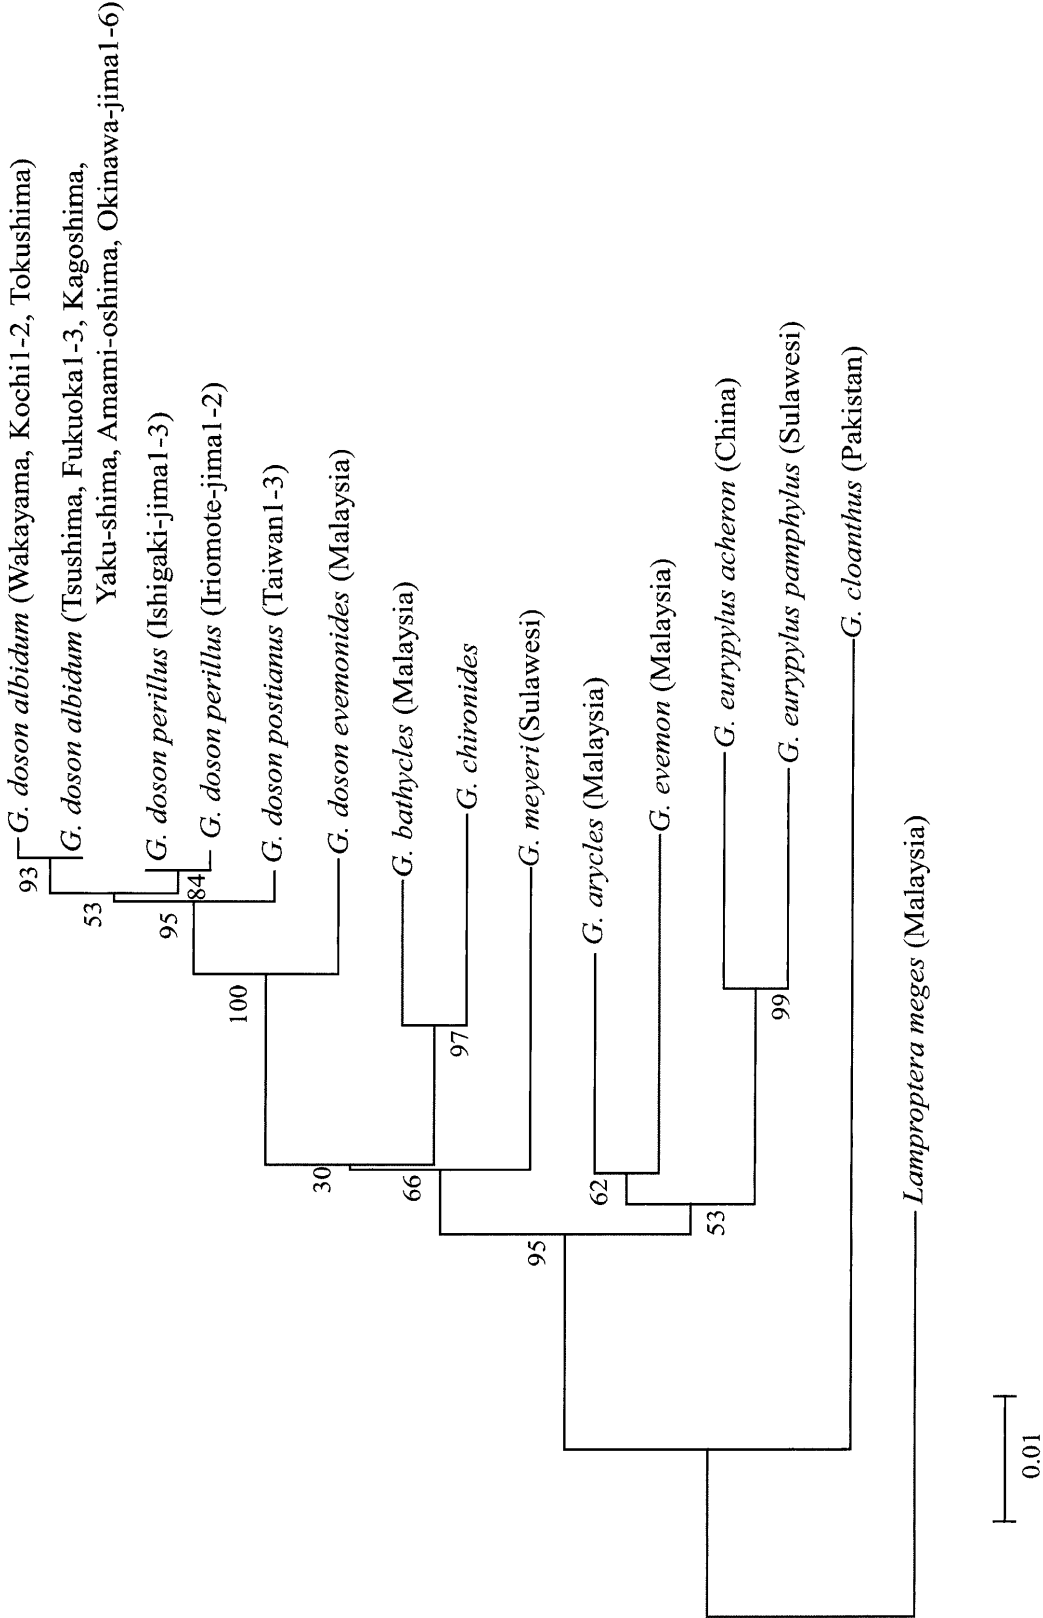 G. doson albidum (Wakayama, Kochi1-2, Tokushima)
G. doson albidum (Tsushima, Fukuoka1-3, Kagoshima,
Yaku-shima, Amami-oshima, Okinawa-jima1-6)
G. doson perillus (Ishigaki-jima1-3)
G. doson perillus (Iriomote-jima1-2)
G. doson postianus (Taiwan1-3)
G. doson evemonides (Malaysia)
G. bathycles (Malaysia)
G. chironides
G. meyeri (Sulawesi)
G. arycles (Malaysia)
G. evemon (Malaysia)
G. eurypylus acheron (China)
G. eurypylus pamphylus (Sulawesi)
G. cloanthus (Pakistan)
Lamproptera meges (Malaysia)
93
53
95
84
100
97
30
66
95
62
53
99
0.01